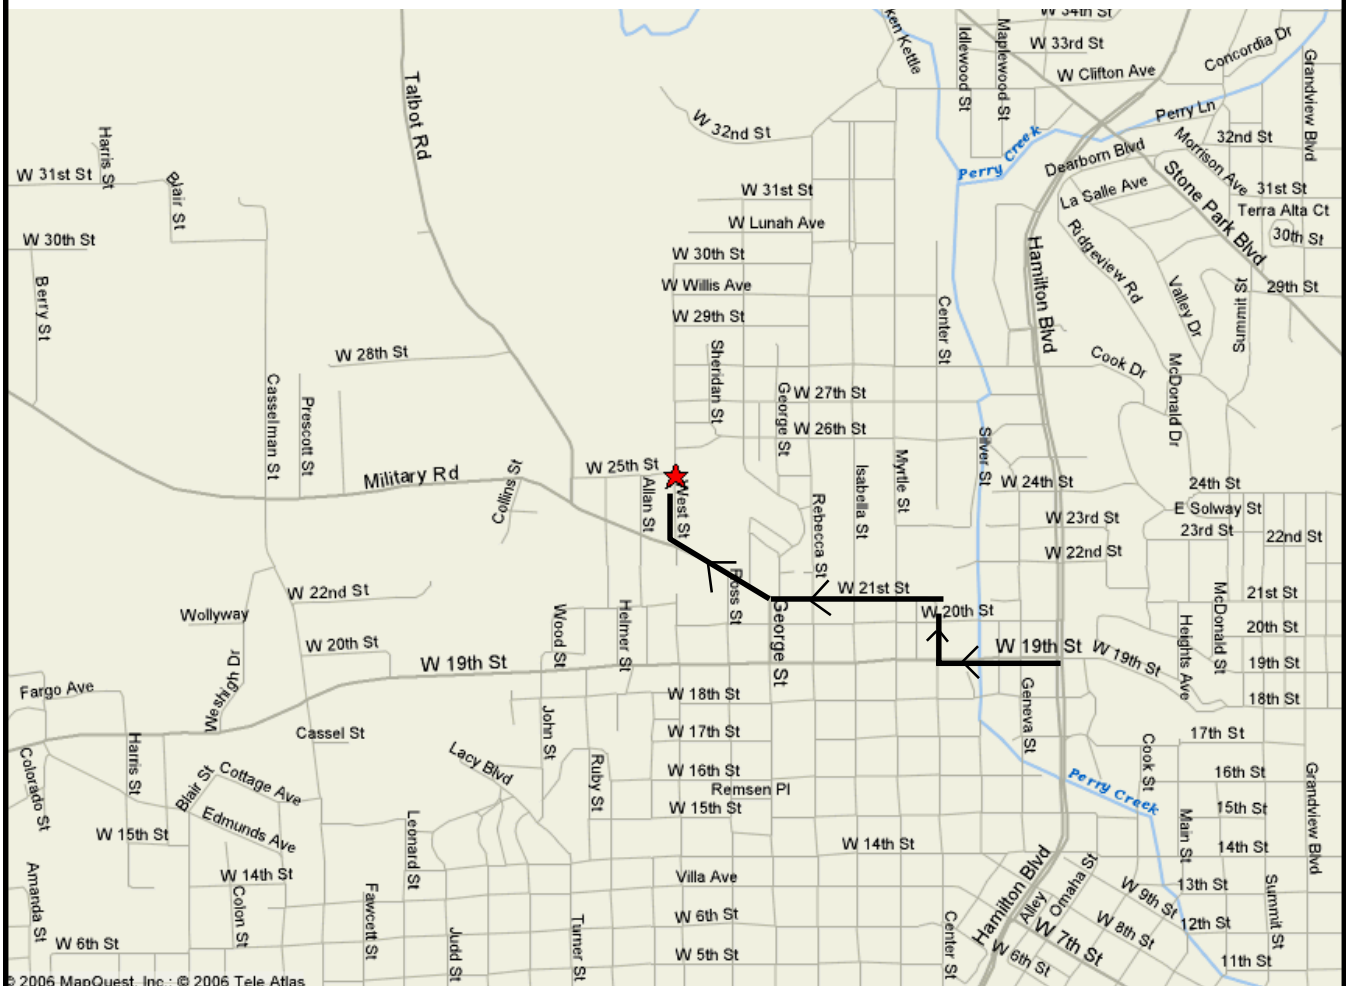 W 34th St
W 33rd St
Concordia Dr
ken Kettle
Idlewood St
Maplewood St
W Clifton Ave
Grandview Blvd
Talbot Rd
Perry Ln
W 32nd St
Perry Creek
Dearborn Blvd
Morrison Ave
32nd St
Harris St
W 31st St
Blair St
W 31st St
La Salle Ave
Stone Park Blvd
31st St
Terra Alta Ct
W Lunah Ave
30th St
W 30th St
W 30th St
Hamilton Blvd
Ridgeview Rd
Berry St
W Willis Ave
Valley Dr
Summit St
29th St
W 29th St
Center St
W 28th St
Sheridan St
Cook Dr
McDonald Dr
Casselman St
Prescott St
George St
W 27th St
W 26th St
Silver St
Military Rd
Collins St
W 25th St
Allan St
West St
Isabella St
Myrtle St
W 24th St
24th St
Rebecca St
E Solway St
W 23rd St
23rd St
22nd St
W 22nd St
Ross St
W 21st St
W 22nd St
McDonald St
21st St
Wollyway
Wood St
Helmer St
George St
W 20th St
Heights Ave
20th St
W 20th St
W 19th St
W 19th St
W 19th St
19th St
Fargo Ave
Weshigh Dr
W 18th St
Geneva St
18th St
Cassel St
John St
W 17th St
17th St
Colorado St
Harris St
Lacy Blvd
Ruby St
W 16th St
Cook St
16th St
Blair St
Cottage Ave
Remsen Pl
Perry Creek
Grandview Blvd
W 15th St
15th St
Edmunds Ave
W 15th St
Leonard St
Main St
W 14th St
14th St
W 14th St
Amanda St
Villa Ave
Hamilton Blvd
Alley
Omaha St
W 9th St
13th St
Summit St
Colon St
Fawcett St
Turner St
W 6th St
Center St
W 8th St
12th St
W 6th St
Judd St
W 5th St
W 7th St
W 6th St
11th St
© 2006 MapQuest, Inc.; © 2006 Tele Atlas